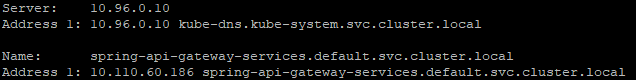 Server:    10.96.0.10
Address 1: 10.96.0.10 kube-dns.kube-system.svc.cluster.local

Name:      spring-api-gateway-services.default.svc.cluster.local
Address 1: 10.110.60.186 spring-api-gateway-services.default.svc.cluster.local